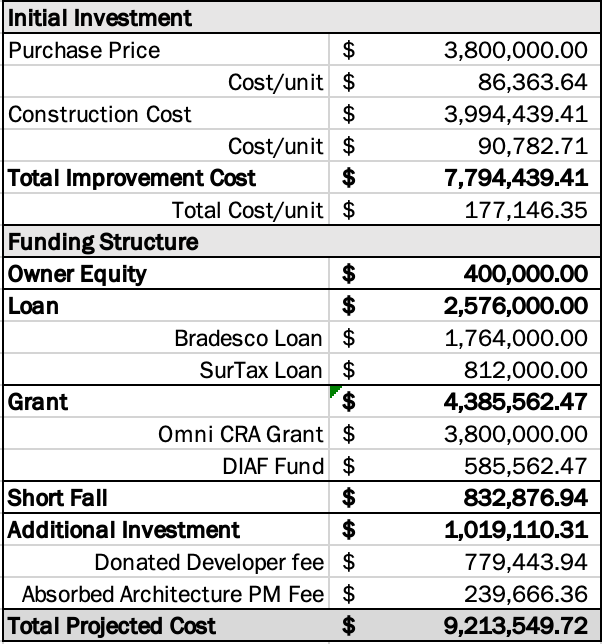 Initial Investment
Purchase Price $ 3,800,000.00
Cost/unit $ 86,363.64
Construction Cost $ 3,994,439.41
Cost/unit $ 90,782.71
Total Improvement Cost $ 7,794,439.41
Total Cost/unit $ 177,146.35
Funding Structure
Owner Equity $ 400,000.00
Loan $ 2,576,000.00
Bradesco Loan $ 1,764,000.00
SurTax Loan $ 812,000.00
Grant $ 4,385,562.47
Omni CRA Grant $ 3,800,000.00
DIAF Fund $ 585,562.47
Short Fall $ 832,876.94
Additional Investment $ 1,019,110.31
Donated Developer fee $ 779,443.94
Absorbed Architecture PM Fee $ 239,666.36
Total Projected Cost $ 9,213,549.72